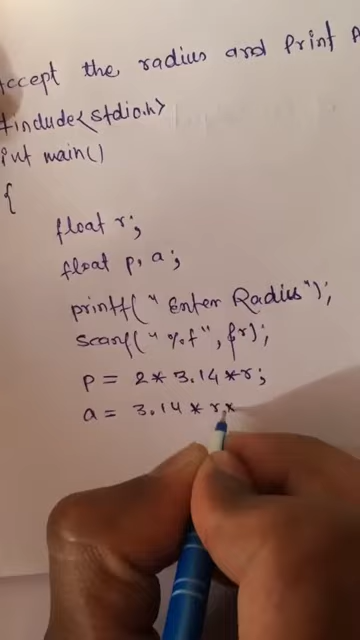 Accept the radius and Print
#include<stdio.h>
int main()
{
float r;
float p, a;
printf("Enter Radius");
scanf("%f", &r);
p = 2*3.14*r;
a = 3.14*r*